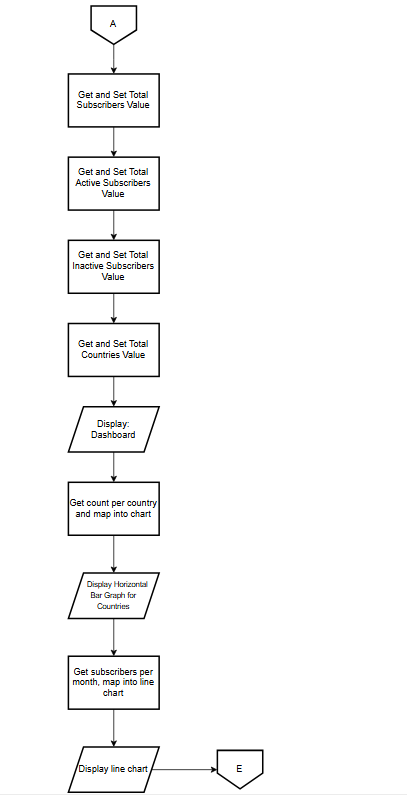 A
Get and Set Total
Subscribers Value
Get and Set Total
Active Subscribers
Value
Get and Set Total
Inactive Subscribers
Value
Get and Set Total
Countries Value
Display:
Dashboard
Get count per country
and map into chart
Display Horizontal
Bar Graph for
Countries
Get subscribers per
month, map into line
chart
Display line chart
E